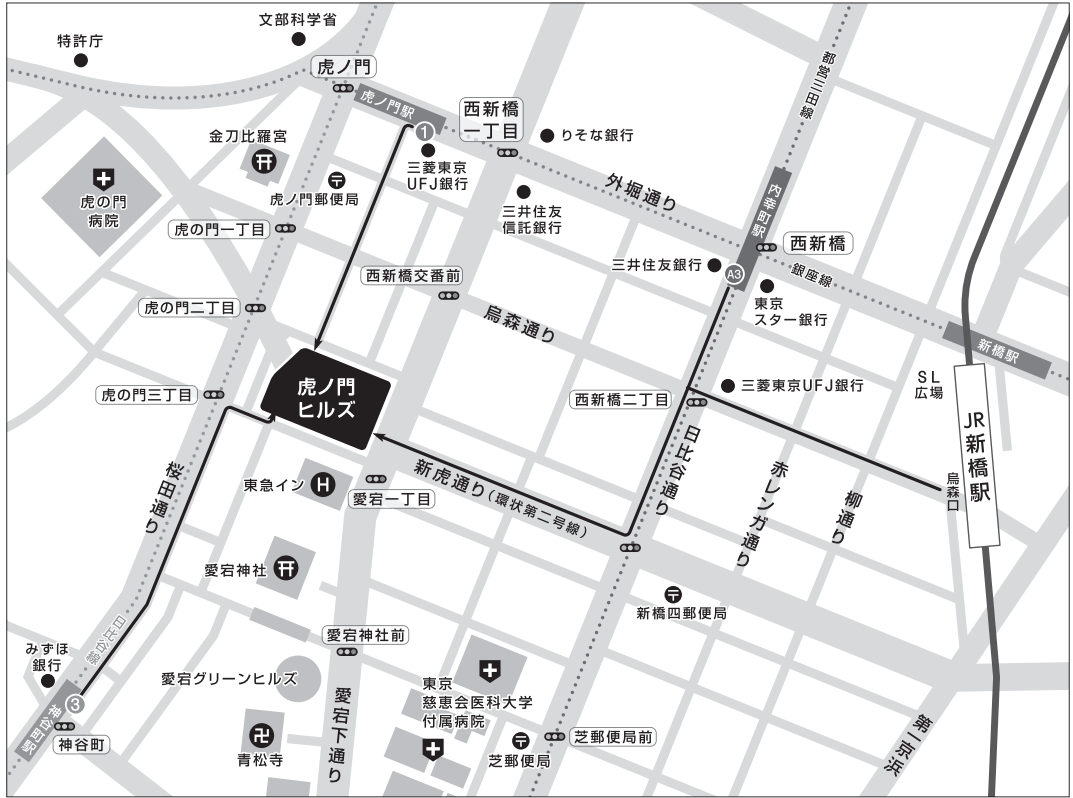 文部科学省
特許庁
虎ノ門
虎ノ門駅
1
西新橋
一丁目
りそな銀行
都営三田線
金刀比羅宮
三菱東京
UFJ銀行
虎ノ門郵便局
虎の門
病院
外堀通り
内幸町駅
三井住友
信託銀行
虎の門一丁目
西新橋
三井住友銀行
A3
銀座線
西新橋交番前
東京
スター銀行
虎の門二丁目
烏森通り
新橋駅
虎ノ門
ヒルズ
三菱東京UFJ銀行
SL
広場
虎の門三丁目
西新橋二丁目
JR新橋駅
日比谷通り
桜田通り
東急イン
H
愛宕一丁目
新虎通り(環状第二号線)
赤レンガ通り
柳通り
烏森口
愛宕神社
新橋四郵便局
日比谷線
みずほ
銀行
愛宕神社前
愛宕グリーンヒルズ
東京
慈恵会医科大学
付属病院
3
神谷町駅
神谷町
愛宕下通り
青松寺
芝郵便局
芝郵便局前
第一京浜